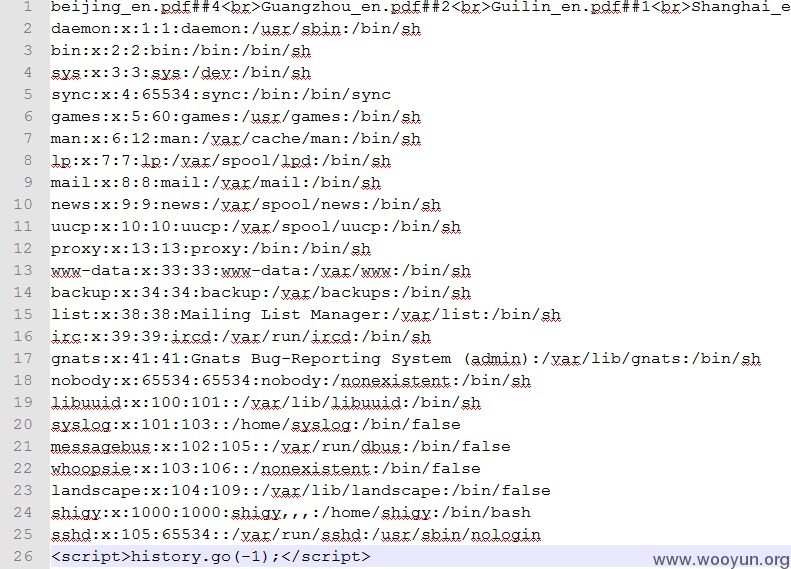 1 beijing_en.pdf##4<br>Guangzhou_en.pdf##2<br>Guilin_en.pdf##1<br>Shanghai_e
2 daemon:x:1:1:daemon:/usr/sbin:/bin/sh
3 bin:x:2:2:bin:/bin:/bin/sh
4 sys:x:3:3:sys:/dev:/bin/sh
5 sync:x:4:65534:sync:/bin:/bin/sync
6 games:x:5:60:games:/usr/games:/bin/sh
7 man:x:6:12:man:/var/cache/man:/bin/sh
8 lp:x:7:7:lp:/var/spool/lpd:/bin/sh
9 mail:x:8:8:mail:/var/mail:/bin/sh
10 news:x:9:9:news:/var/spool/news:/bin/sh
11 uucp:x:10:10:uucp:/var/spool/uucp:/bin/sh
12 proxy:x:13:13:proxy:/bin:/bin/sh
13 www-data:x:33:33:www-data:/var/www:/bin/sh
14 backup:x:34:34:backup:/var/backups:/bin/sh
15 list:x:38:38:Mailing List Manager:/var/list:/bin/sh
16 irc:x:39:39:ircd:/var/run/ircd:/bin/sh
17 gnats:x:41:41:Gnats Bug-Reporting System (admin):/var/lib/gnats:/bin/sh
18 nobody:x:65534:65534:nobody:/nonexistent:/bin/sh
19 libuuid:x:100:101::/var/lib/libuuid:/bin/sh
20 syslog:x:101:103::/home/syslog:/bin/false
21 messagebus:x:102:105::/var/run/dbus:/bin/false
22 whoopsie:x:103:106::/nonexistent:/bin/false
23 landscape:x:104:109::/var/lib/landscape:/bin/false
24 shigy:x:1000:1000:shigy,,,:/home/shigy:/bin/bash
25 sshd:x:105:65534::/var/run/sshd:/usr/sbin/nologin
26 <script>history.go(-1);</script>
www.wooyun.org